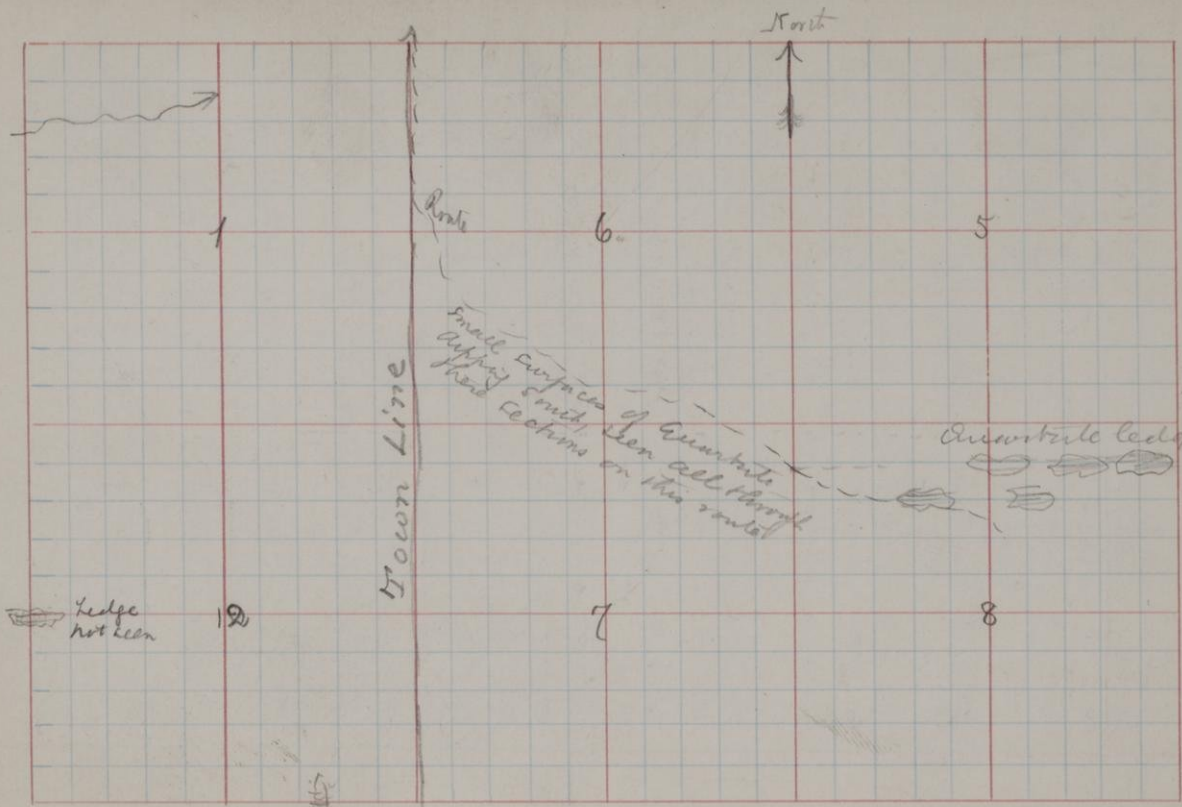 North
Route
1
6
5
Small surfaces of Quartzite
dipping South, seen all through
these sections on this route
Quartzite ledg
Town Line
Ledge
not seen
12
7
8